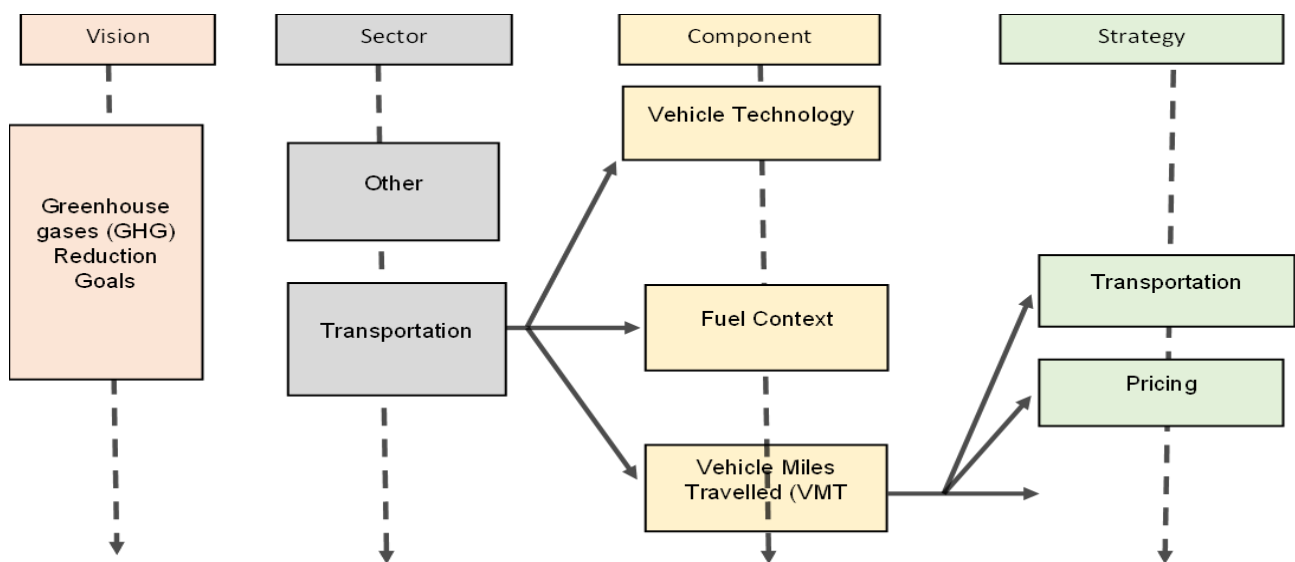 Vision
Sector
Component
Strategy
Vehicle Technology
Other
Greenhouse
gases (GHG)
Reduction
Goals
Transportation
Transportation
Fuel Context
Pricing
Vehicle Miles
Travelled (VMT